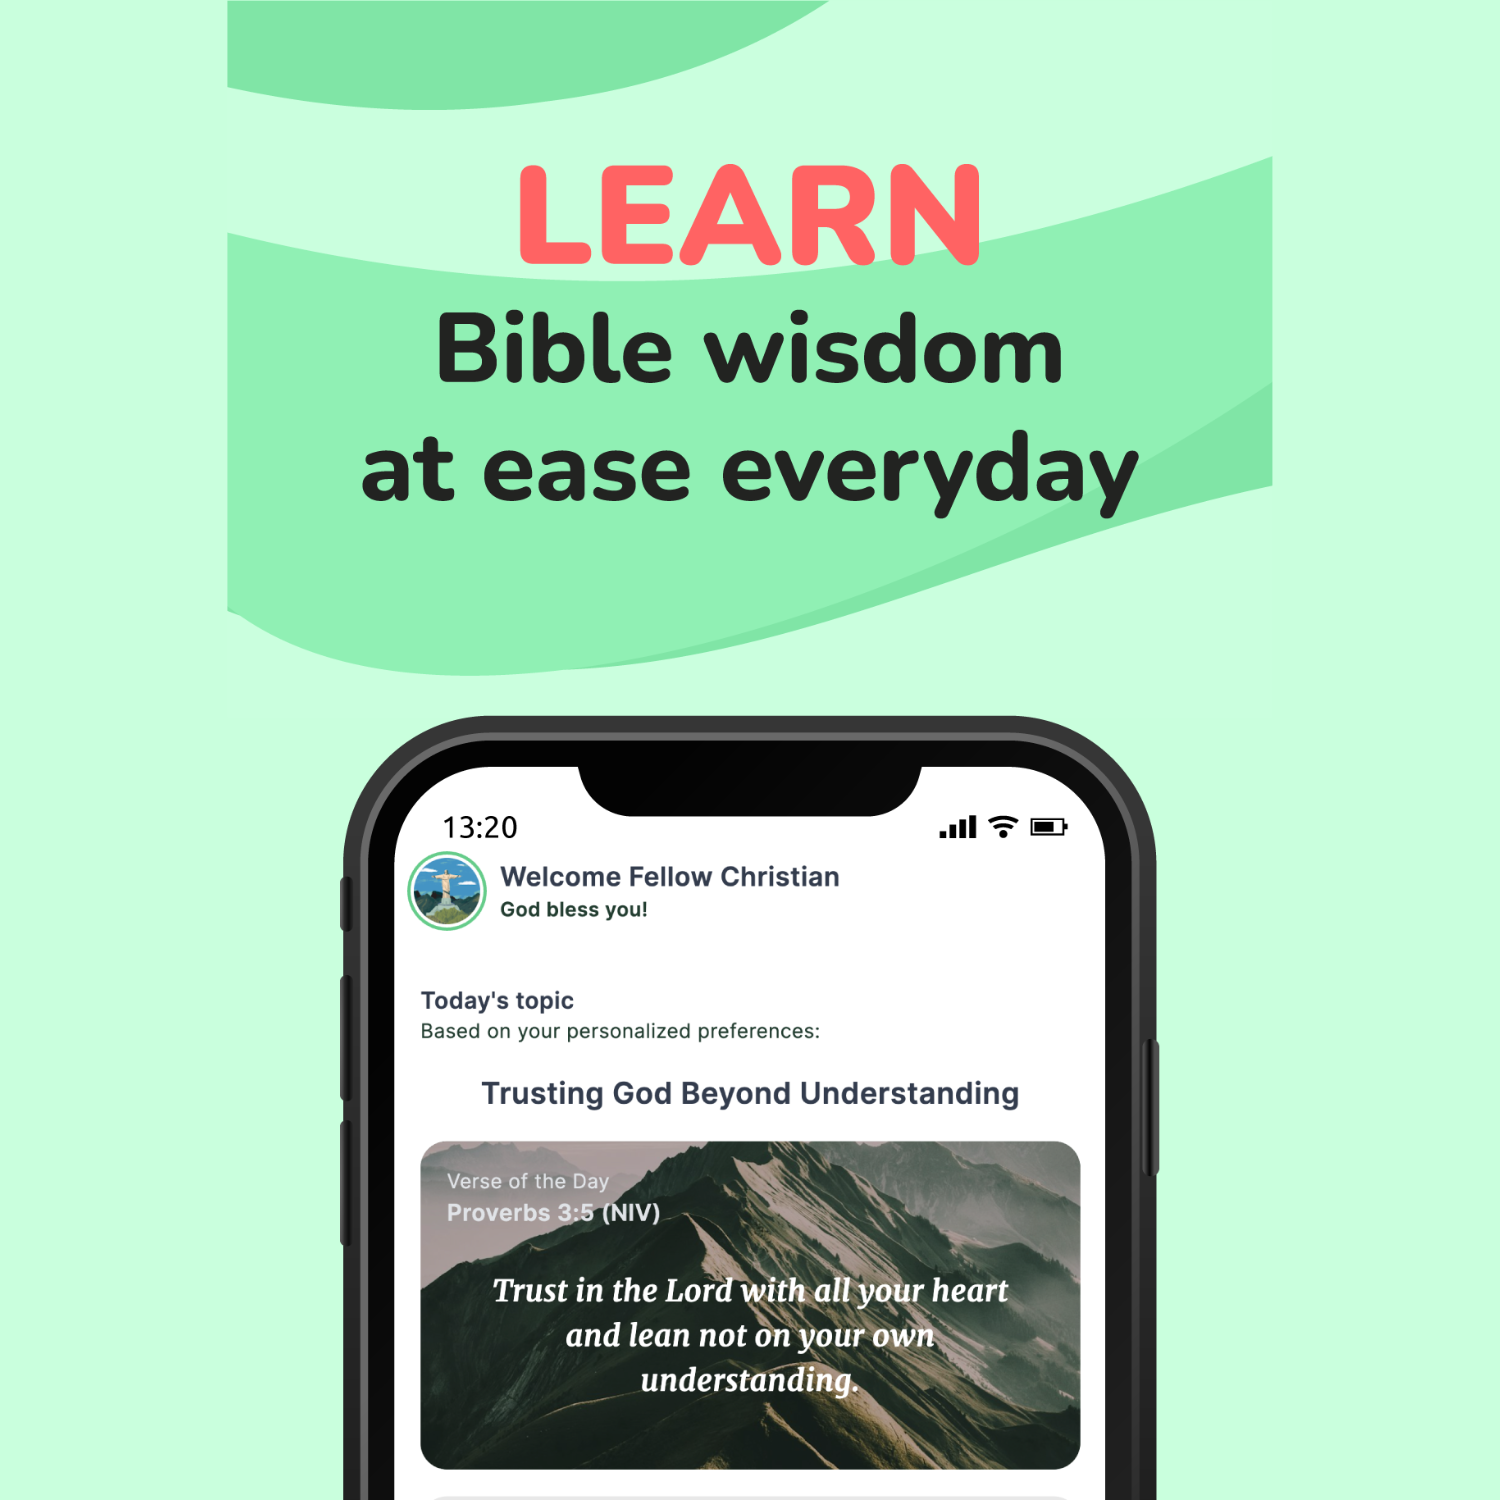 LEARN
Bible wisdom
at ease everyday
13:20
Welcome Fellow Christian
God bless you!
Today's topic
Based on your personalized preferences:
Trusting God Beyond Understanding
Verse of the Day
Proverbs 3:5 (NIV)
Trust in the Lord with all your heart
and lean not on your own
understanding.